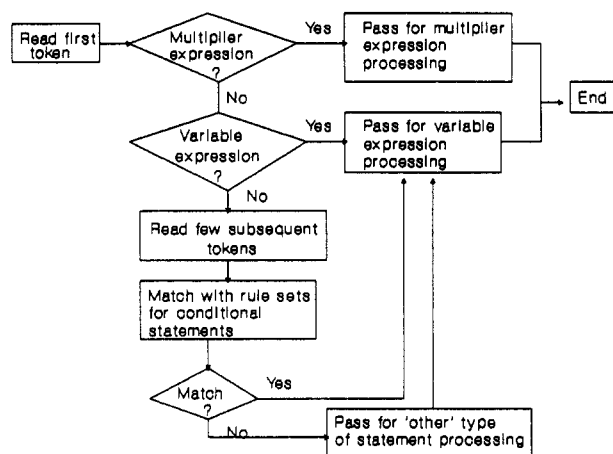 Read first
token
Multiplier
expression
?
Yes
Pass for multiplier
expression
processing
End
No
Variable
expression
?
Yes
Pass for variable
expression
processing
No
Read few subsequent
tokens
Match with rule sets
for conditional
statements
Match
?
Yes
No
Pass for 'other' type
of statement processing